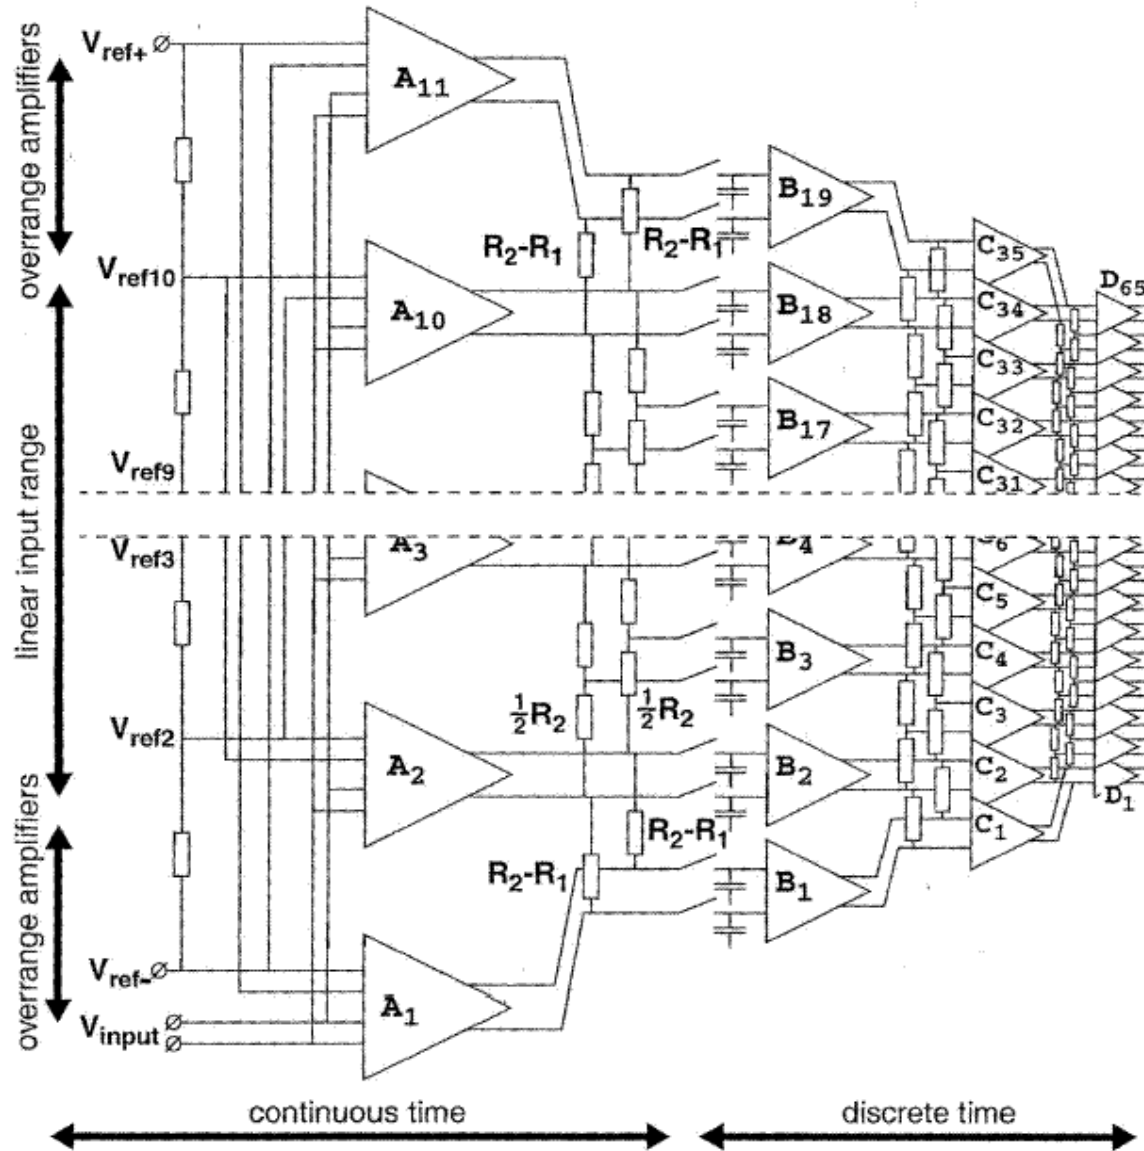 overrange amplifiers
linear input range
overrange amplifiers
Vref+
Vref10
Vref9
Vref3
Vref2
Vref-
Vinput
A11
A10
A3
A2
A1
R2-R1
R2-R1
½R2
½R2
R2-R1
R2-R1
B19
B18
B17
B4
B3
B2
B1
C35
C34
C33
C32
C31
C6
C5
C4
C3
C2
C1
D65
D1
continuous time
discrete time